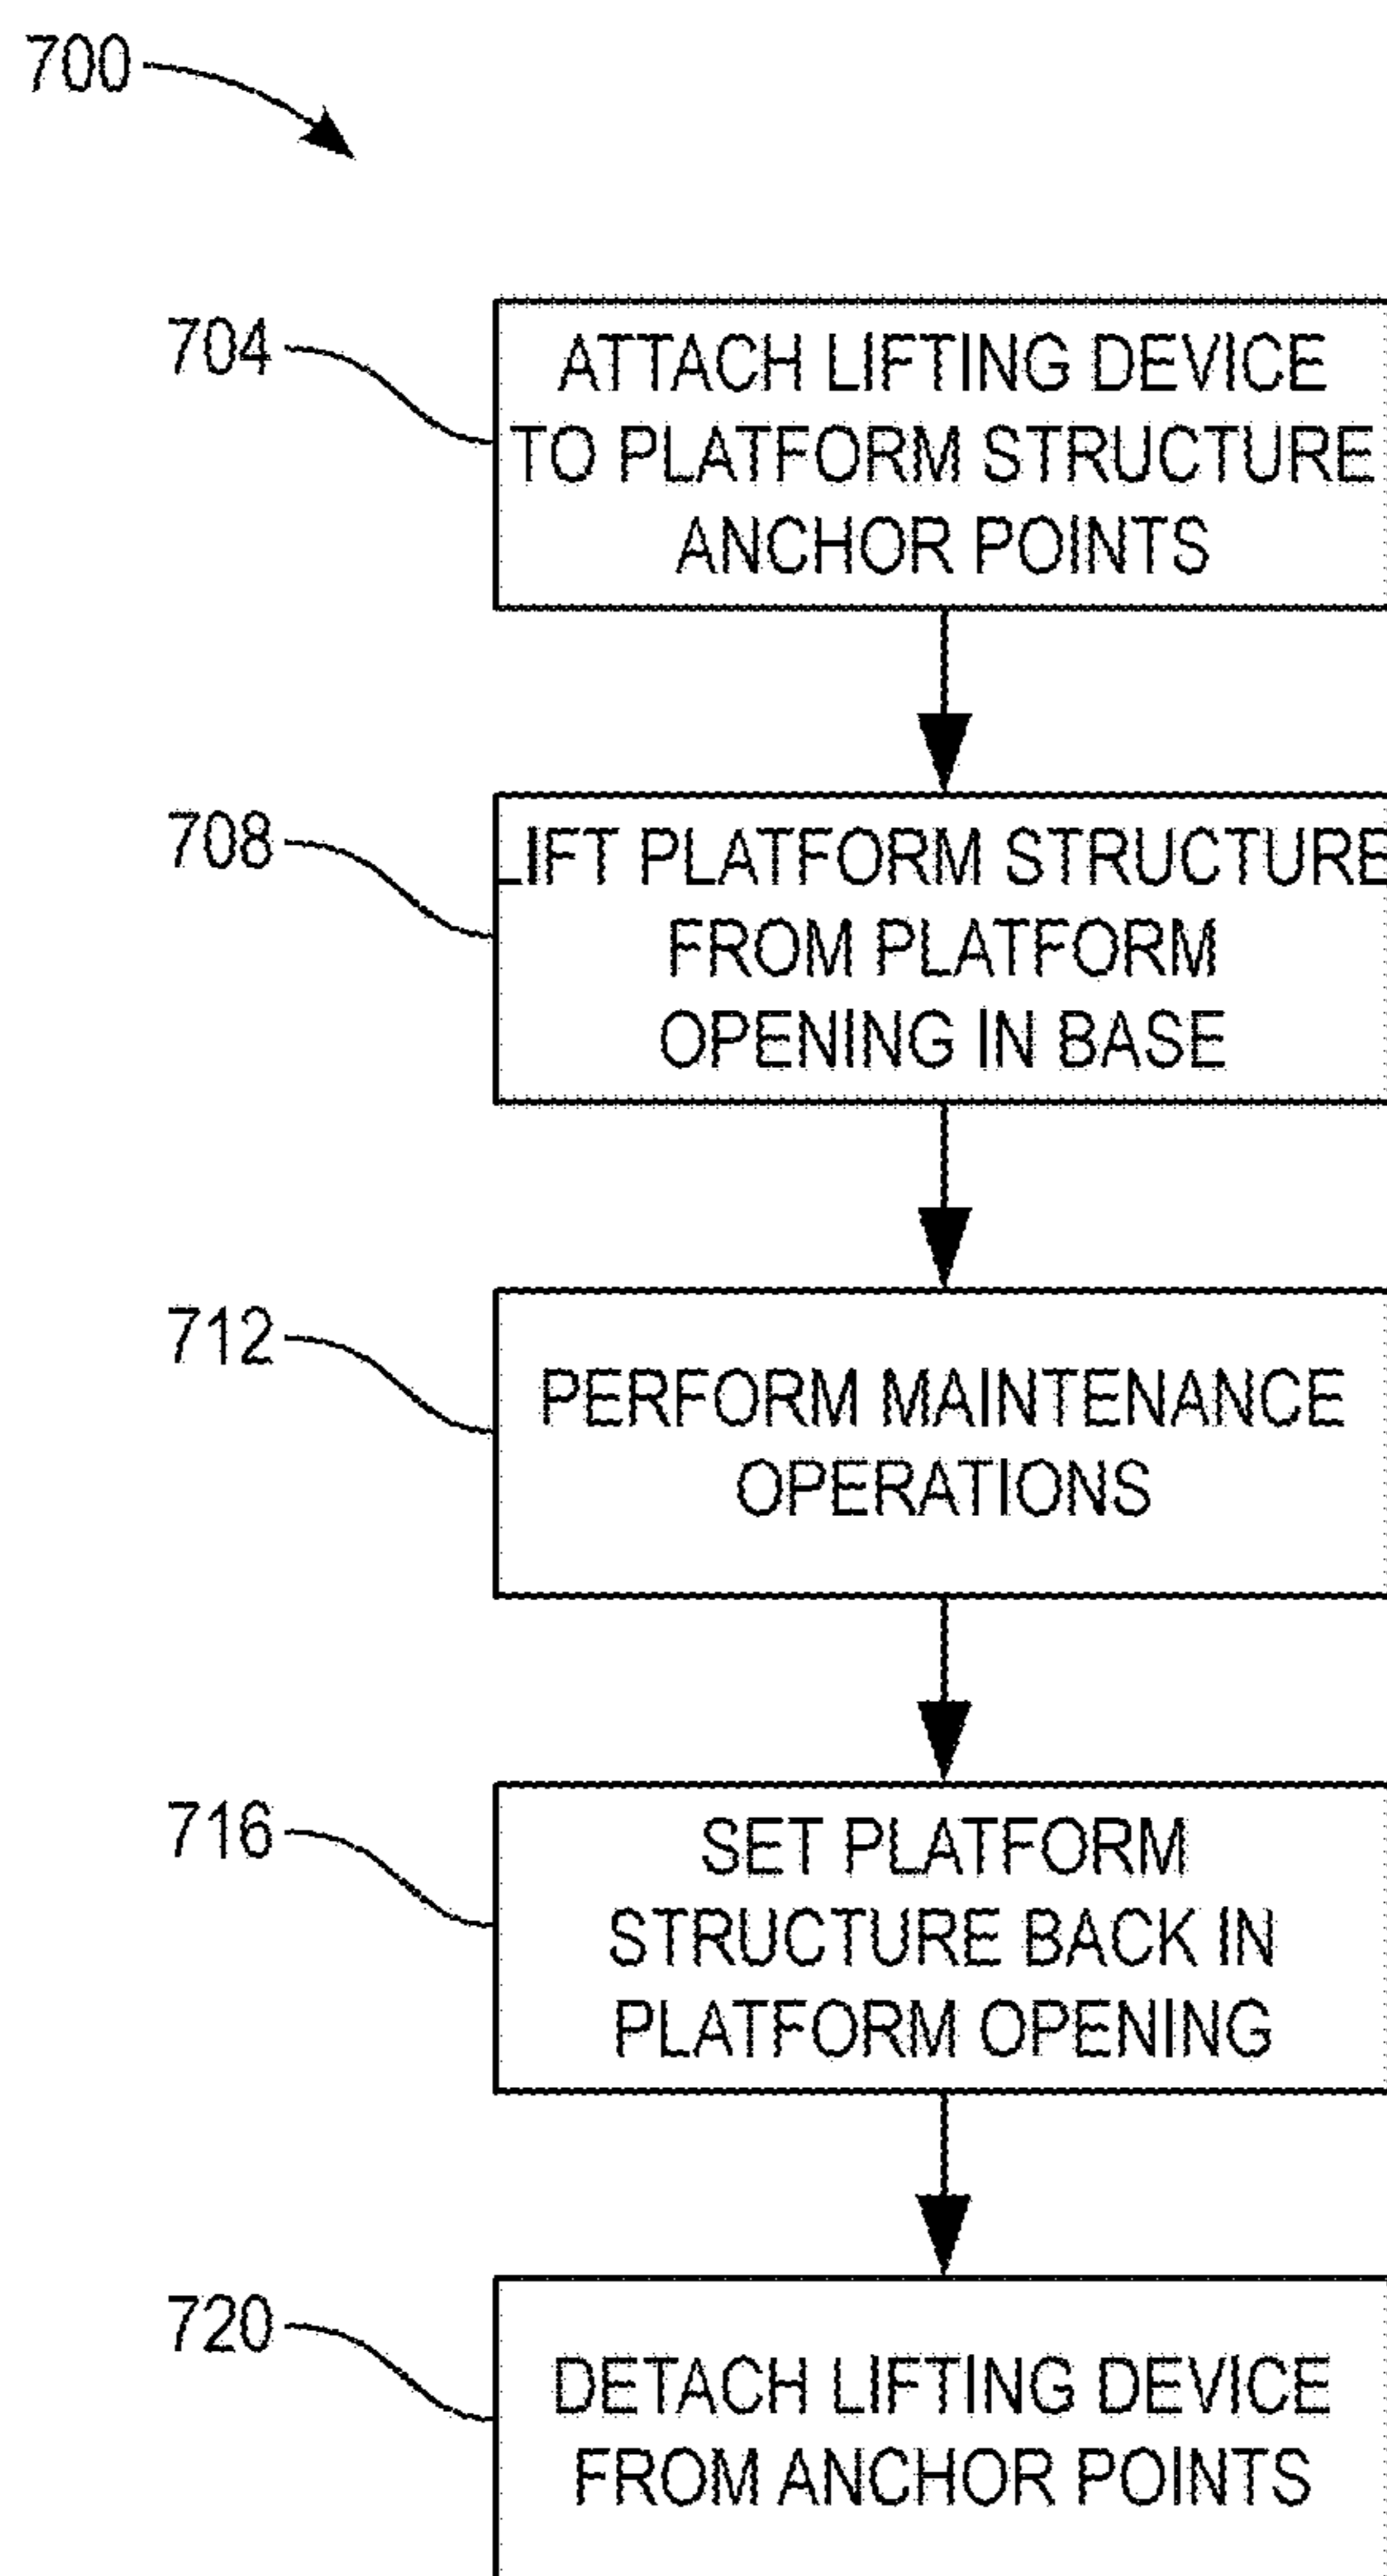 700
704
ATTACH LIFTING DEVICE
TO PLATFORM STRUCTURE
ANCHOR POINTS
708
LIFT PLATFORM STRUCTURE
FROM PLATFORM
OPENING IN BASE
712
PERFORM MAINTENANCE
OPERATIONS
716
SET PLATFORM
STRUCTURE BACK IN
PLATFORM OPENING
720
DETACH LIFTING DEVICE
FROM ANCHOR POINTS